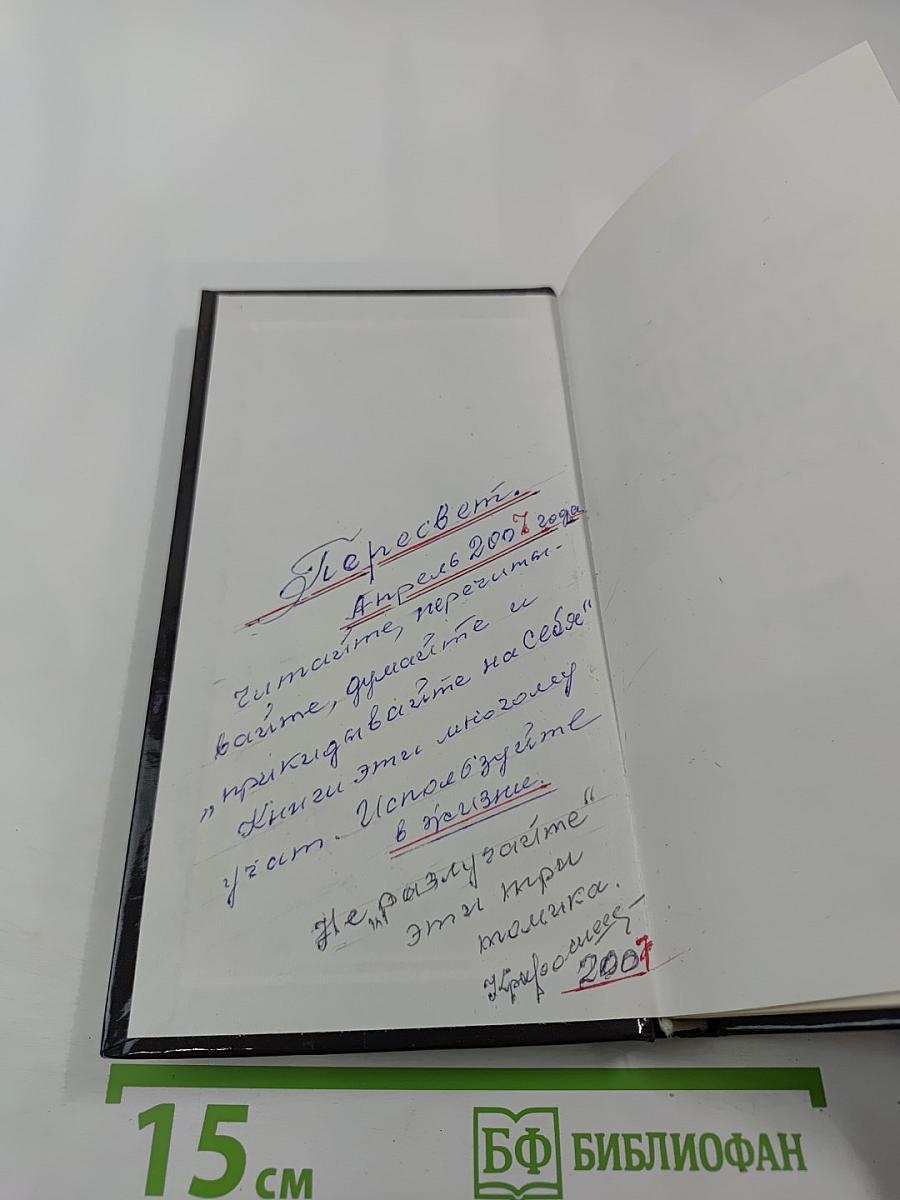 Пересвет.
Апрель 2007 года
Читайте, перечиты-
вайте, думайте и
„прикидывайте на себя“
Книги эти многому
учат. Используйте
в жизни.
Не „разлучайте“
эти три
томика.
2007
15 см
БФ БИБЛИОФАН